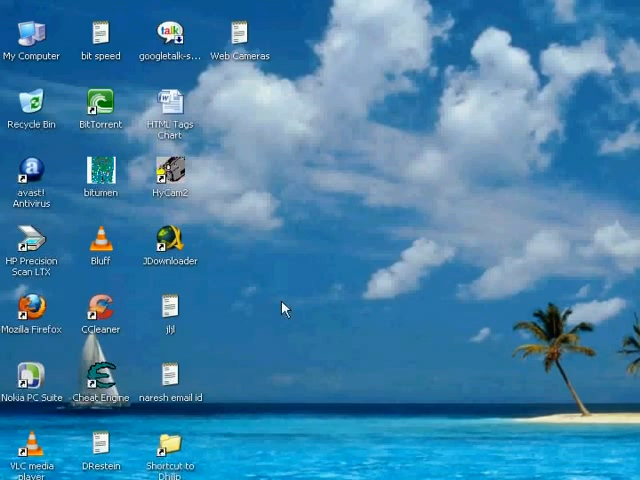 My Computer
bit speed
googletalk-s...
Web Cameras
talk
Recycle Bin
BitTorrent
HTML Tags
Chart
avast!
Antivirus
bitumen
HyCam2
HP Precision
Scan LTX
Bluff
JDownloader
Mozilla Firefox
CCleaner
jljl
Nokia PC Suite
Cheat Engine
naresh email id
VLC media
player
DRestein
Shortcut to
Dhilip